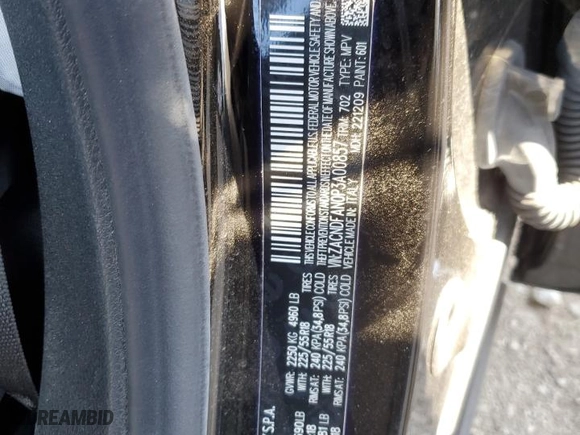 S.P.A.
GVWR: 2250 KG 4960 LB
WITH: 225/55R18 TIRES
RIMS AT: 240 KPA(34,8PSI) COLD
WITH: 225/55R18 TIRES
RIMS AT: 240 KPA(34,8PSI) COLD
THIS VEHICLE CONFORMS TO ALL APPLICABLE U.S. FEDERAL MOTOR VEHICLE SAFETY AND
THEFT PREVENTION STANDARDS IN EFFECT ON THE DATE OF MANUFACTURE SHOWN ABOVE.
VIN: ZACNDFAN0P3A00857 TRIM: 702 TYPE: MPV
VEHICLE MADE IN: ITALY MDH: 221209 PAINT: 601
DREAMBID